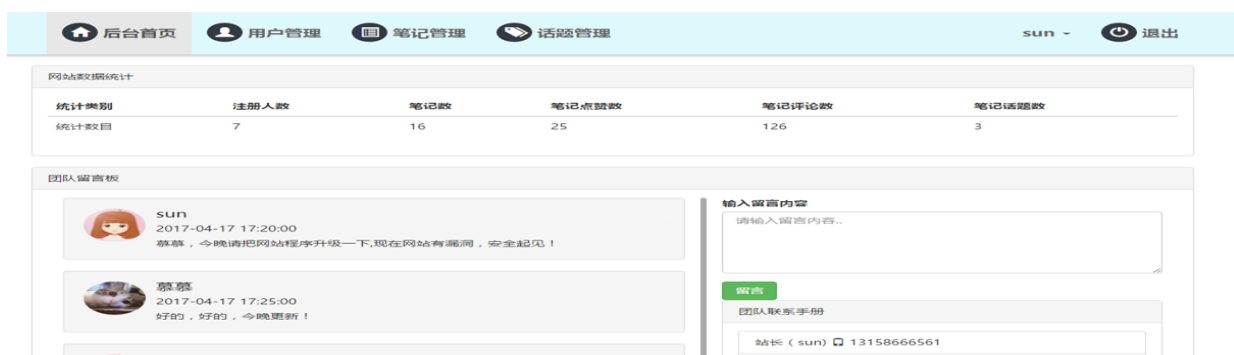 后台首页 用户管理 笔记管理 话题管理 sun 退出
网站数据统计
统计类别 注册人数 笔记数 笔记点赞数 笔记评论数 笔记话题数
统计数目 7 16 25 126 3
团队留言板
sun
2017-04-17 17:20:00
慕慕，今晚请把网站程序升级一下,现在网站有漏洞，安全起见！
慕慕
2017-04-17 17:25:00
好的，好的，今晚更新！
输入留言内容
请输入留言内容..
留言
团队联系手册
站长（sun) 13158666561